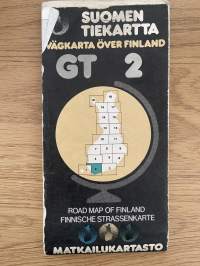 SUOMEN
TIEKARTTA
VÄGKARTA ÖVER FINLAND
GT 2
ROAD MAP OF FINLAND
FINNISCHE STRASSENKARTE
MATKAILUKARTASTO